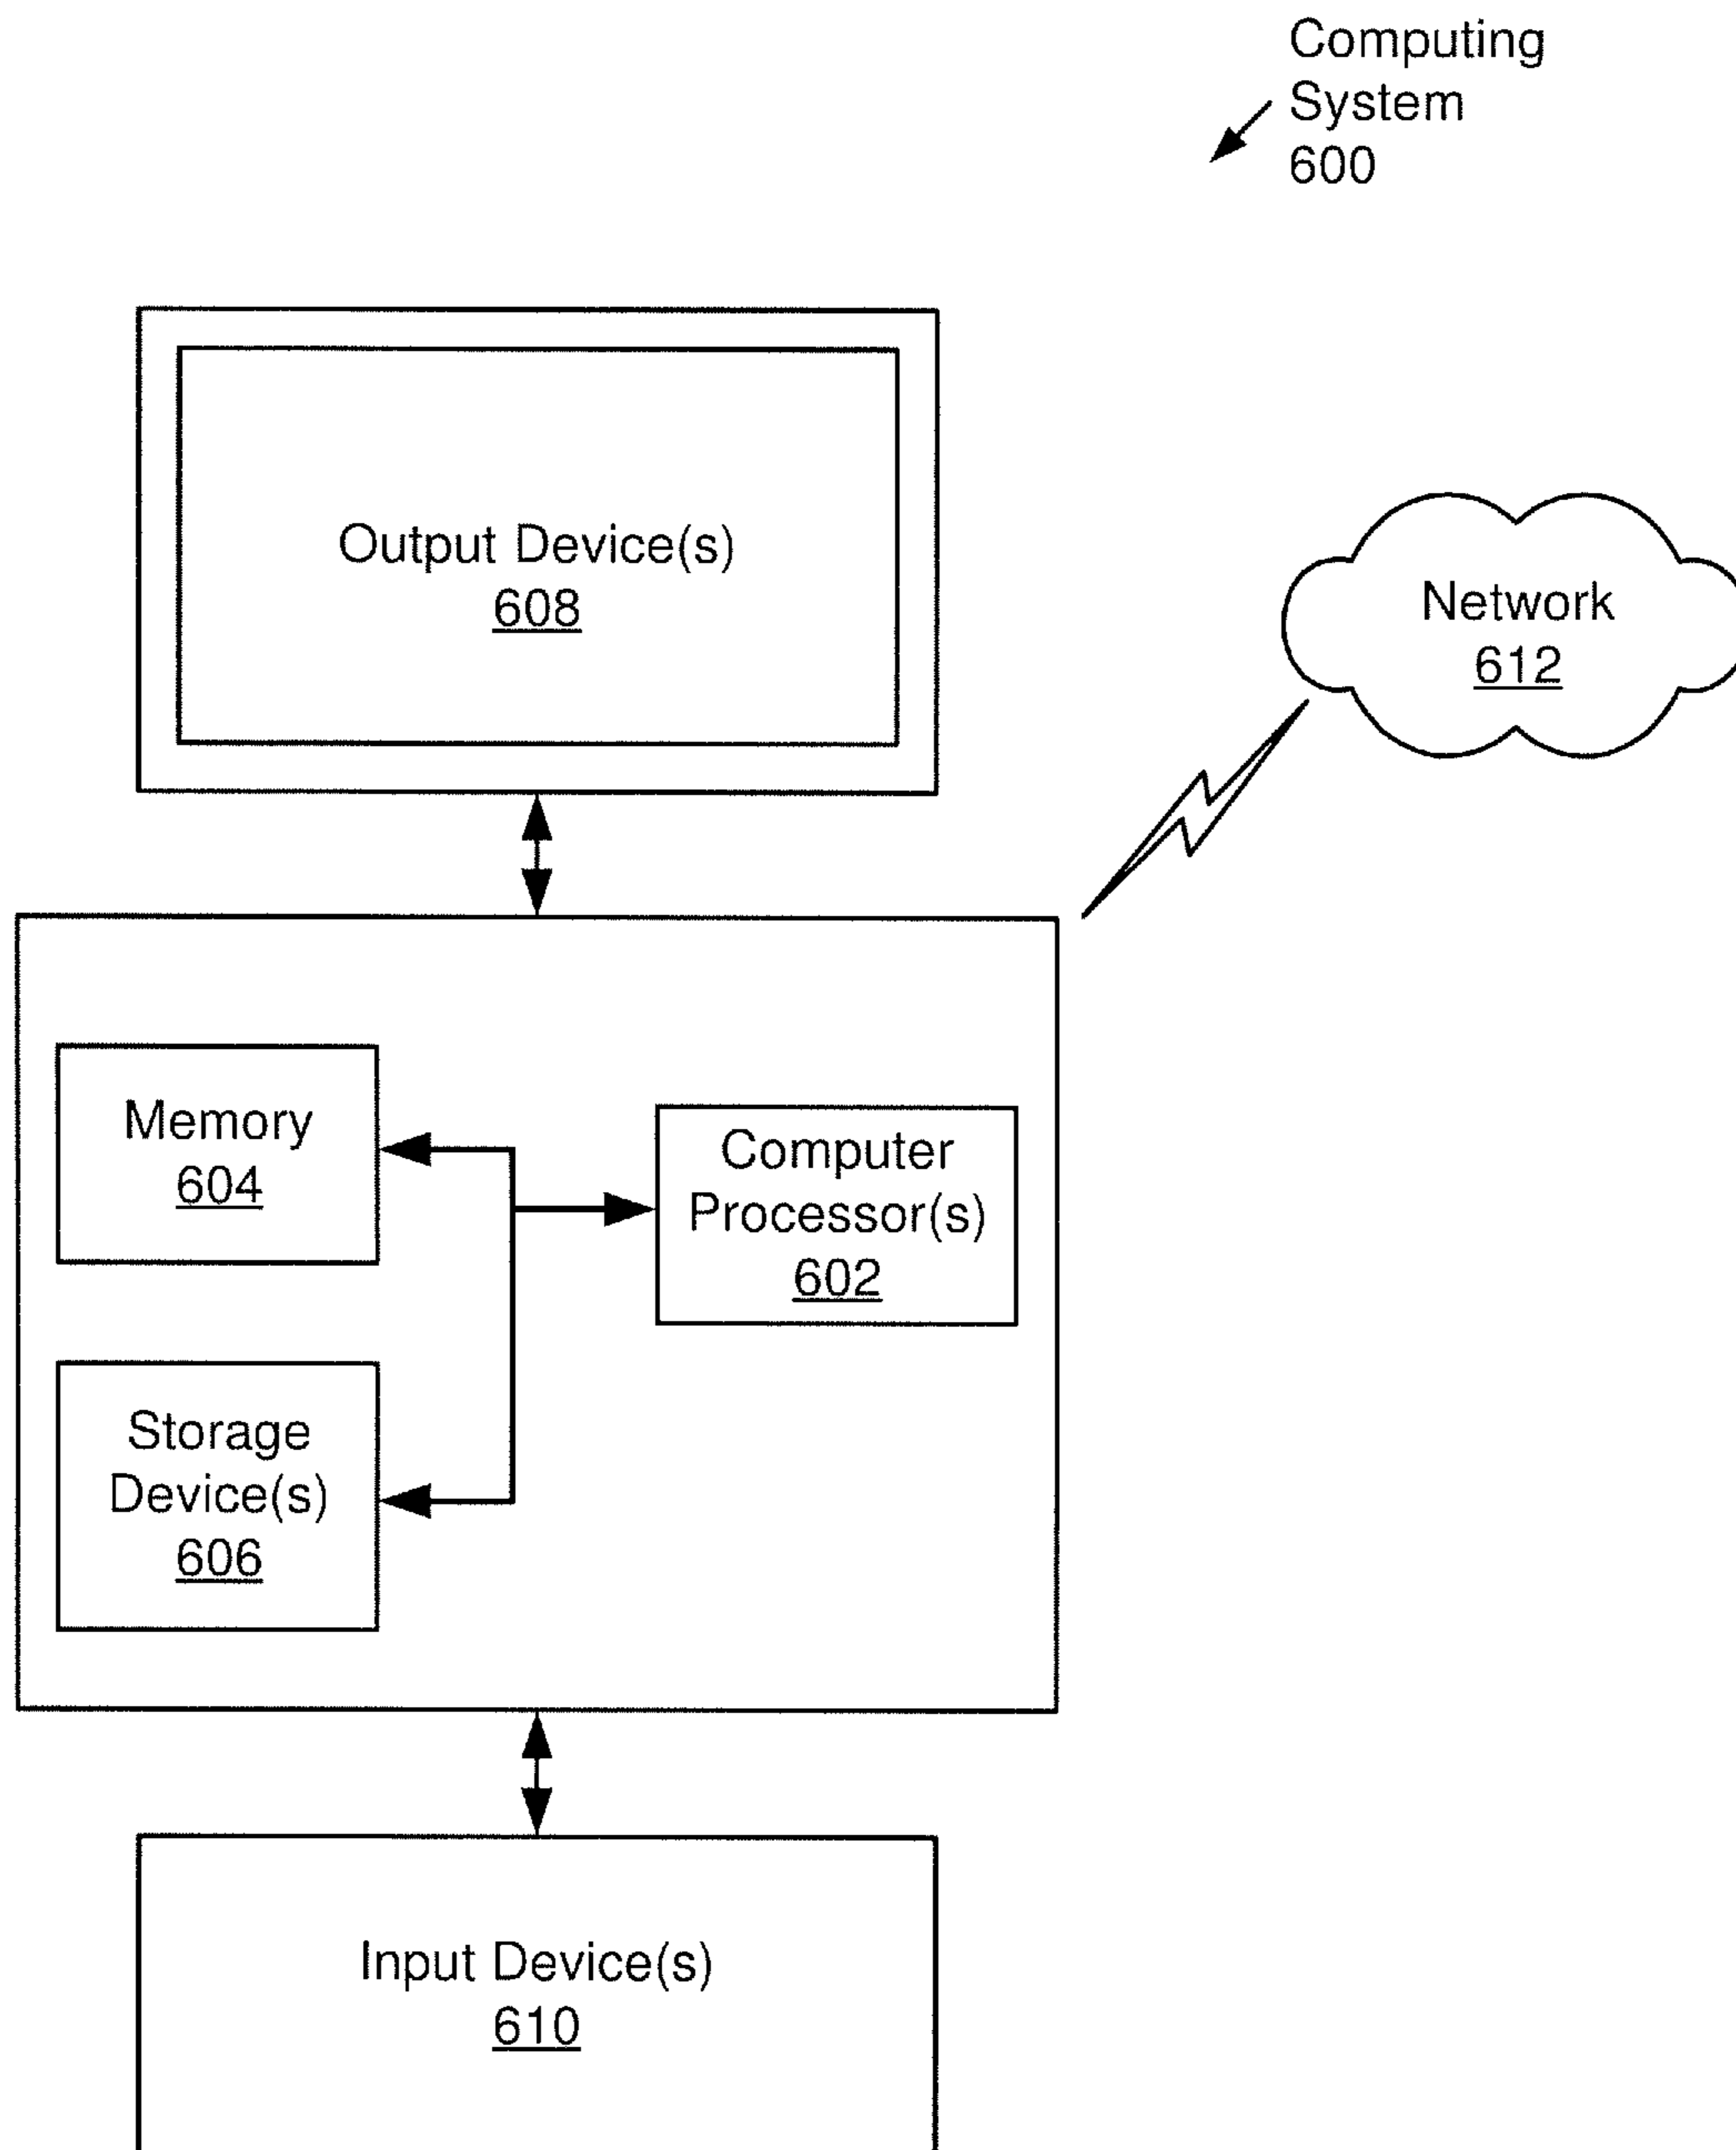 Computing
System
600
Output Device(s)
608
Network
612
Memory
604
Computer
Processor(s)
602
Storage
Device(s)
606
Input Device(s)
610